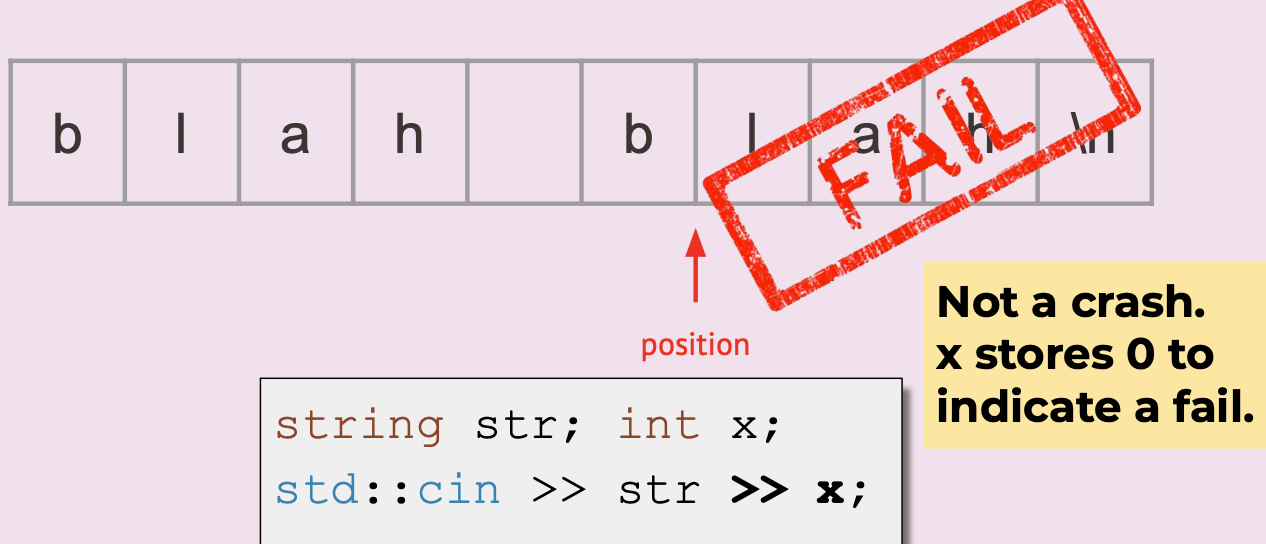 b l a h b l a h \n
FAIL
position
Not a crash.
x stores 0 to
indicate a fail.
string str; int x;
std::cin >> str >> x;